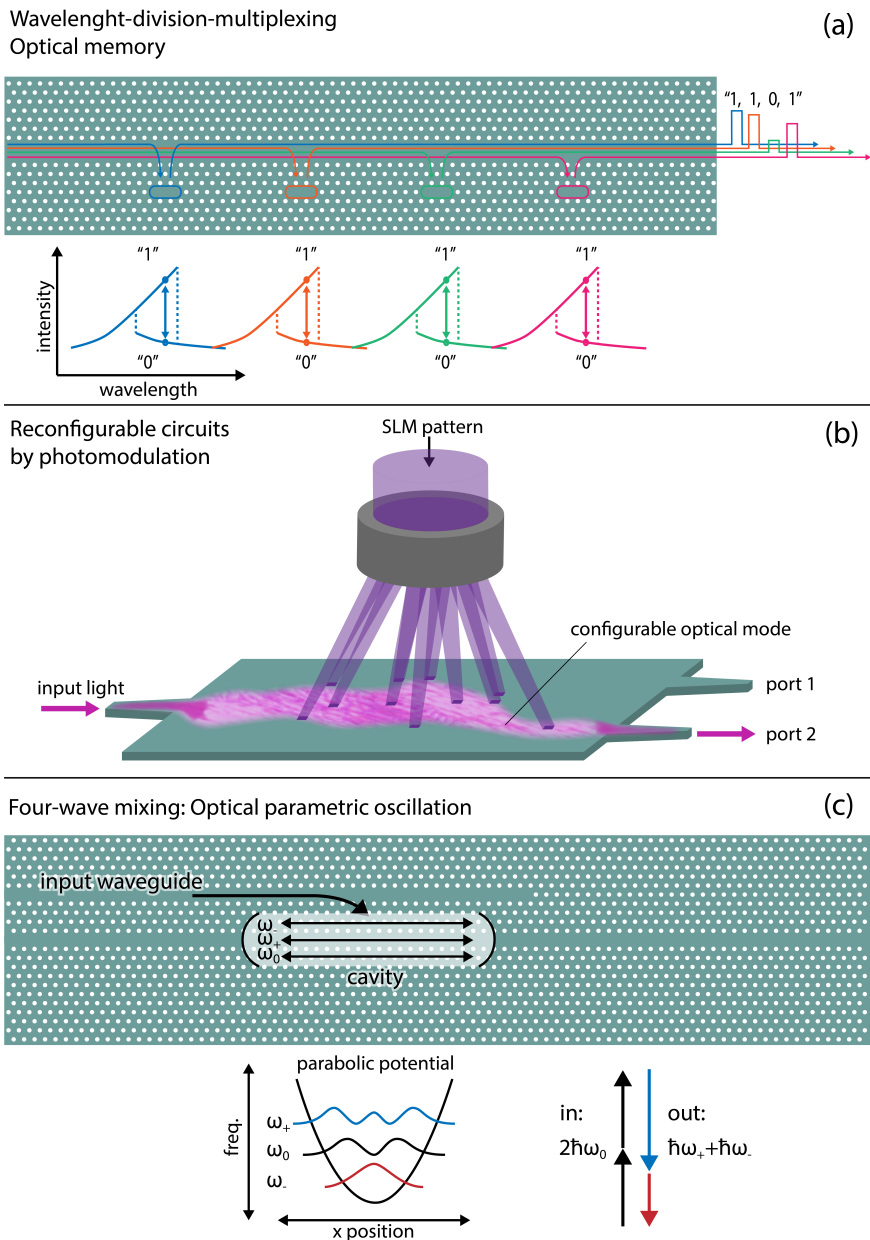 Wavelenght-division-multiplexing
Optical memory
(a)
“1, 1, 0, 1”
intensity
“1” “1” “1” “1”
“0” “0” “0” “0”
wavelength
Reconfigurable circuits
by photomodulation
(b)
SLM pattern
configurable optical mode
input light
port 1
port 2
Four-wave mixing: Optical parametric oscillation
(c)
input waveguide
ω-
ω+
ω0
cavity
parabolic potential
freq.
ω+
ω0
ω-
x position
in:
2ħω0
out:
ħω++ħω-